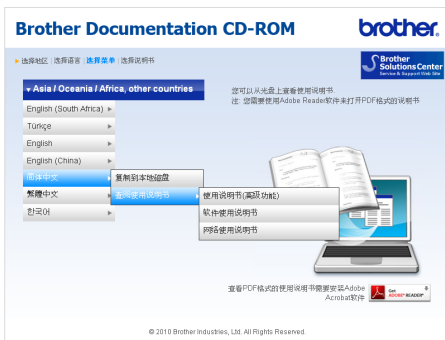 Brother Documentation CD-ROM
brother
选择地区 | 选择语言 | 选择菜单 | 选择说明书
Brother
Solutions Center
Service & Support Web Site
Asia / Oceania / Africa, other countries
您可以从光盘上查看使用说明书.
注: 您需要使用Adobe Reader软件来打开PDF格式的说明书
English (South Africa)
Türkçe
English
English (China)
简体中文
复制到本地磁盘
繁體中文
查阅使用说明书
使用说明书(高级功能)
한국어
软件使用说明书
网络使用说明书
查看PDF格式的使用说明书需要安装Adobe
Acrobat软件
Get
ADOBE® READER®
© 2010 Brother Industries, Ltd. All Rights Reserved.